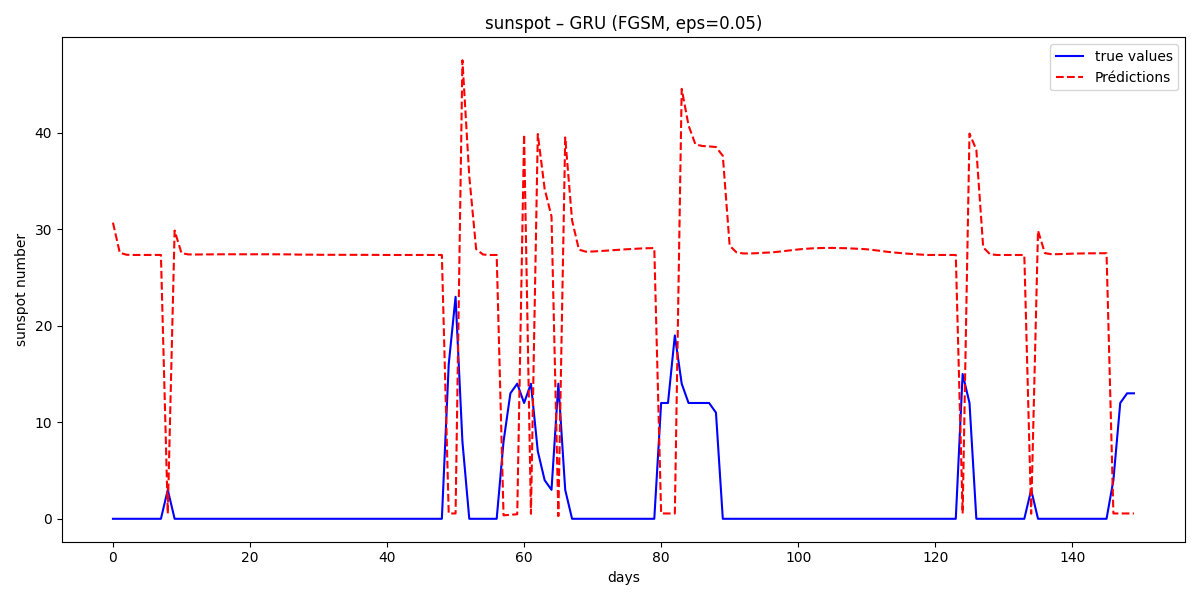 sunspot – GRU (FGSM, eps=0.05)
true values
Prédictions
sunspot number
40
30
20
10
0
0 20 40 60 80 100 120 140
days